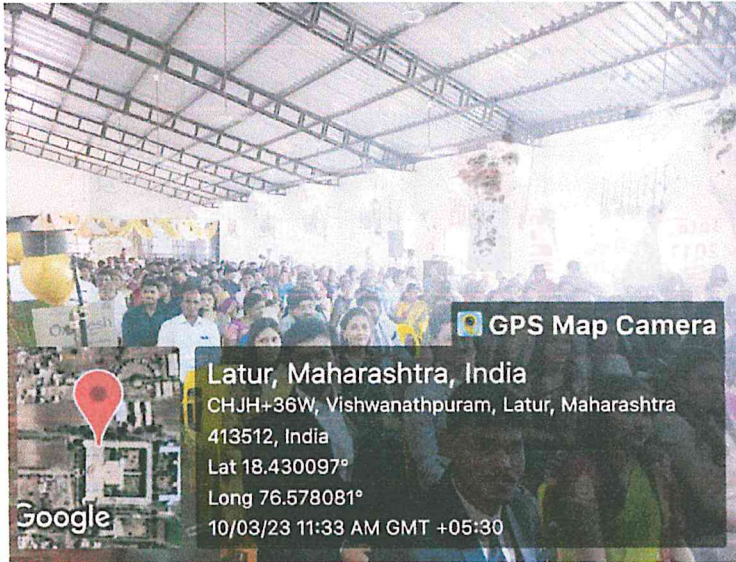 GPS Map Camera
Latur, Maharashtra, India
CHJH+36W, Vishwanathpuram, Latur, Maharashtra
413512, India
Lat 18.430097°
Long 76.578081°
10/03/23 11:33 AM GMT +05:30
Google